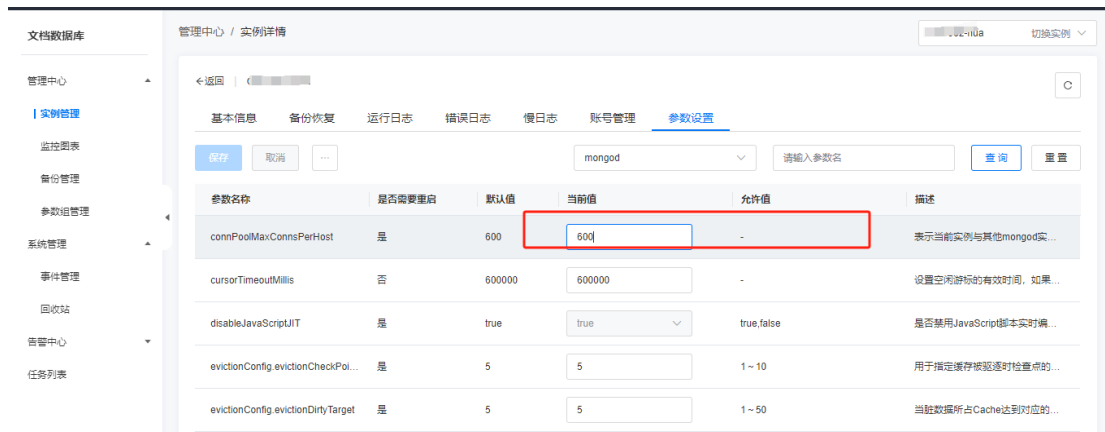 文档数据库
管理中心 / 实例详情
切换实例
管理中心
实例管理
监控图表
备份管理
参数组管理
系统管理
事件管理
回收站
告警中心
任务列表
←返回 |
基本信息 备份恢复 运行日志 错误日志 慢日志 账号管理 参数设置
保存 取消 ... mongod 请输入参数名 查询 重置
参数名称 是否需要重启 默认值 当前值 允许值 描述
connPoolMaxConnsPerHost 是 600 600 - 表示当前实例与其他mongod实...
cursorTimeoutMillis 否 600000 600000 - 设置空闲游标的有效时间，如果...
disableJavaScriptJIT 是 true true true,false 是否禁用JavaScript脚本实时编...
evictionConfig.evictionCheckPoi... 是 5 5 1 ~ 10 用于指定缓存被驱逐时检查点的...
evictionConfig.evictionDirtyTarget 是 5 5 1 ~ 50 当脏数据所占Cache达到对应的...